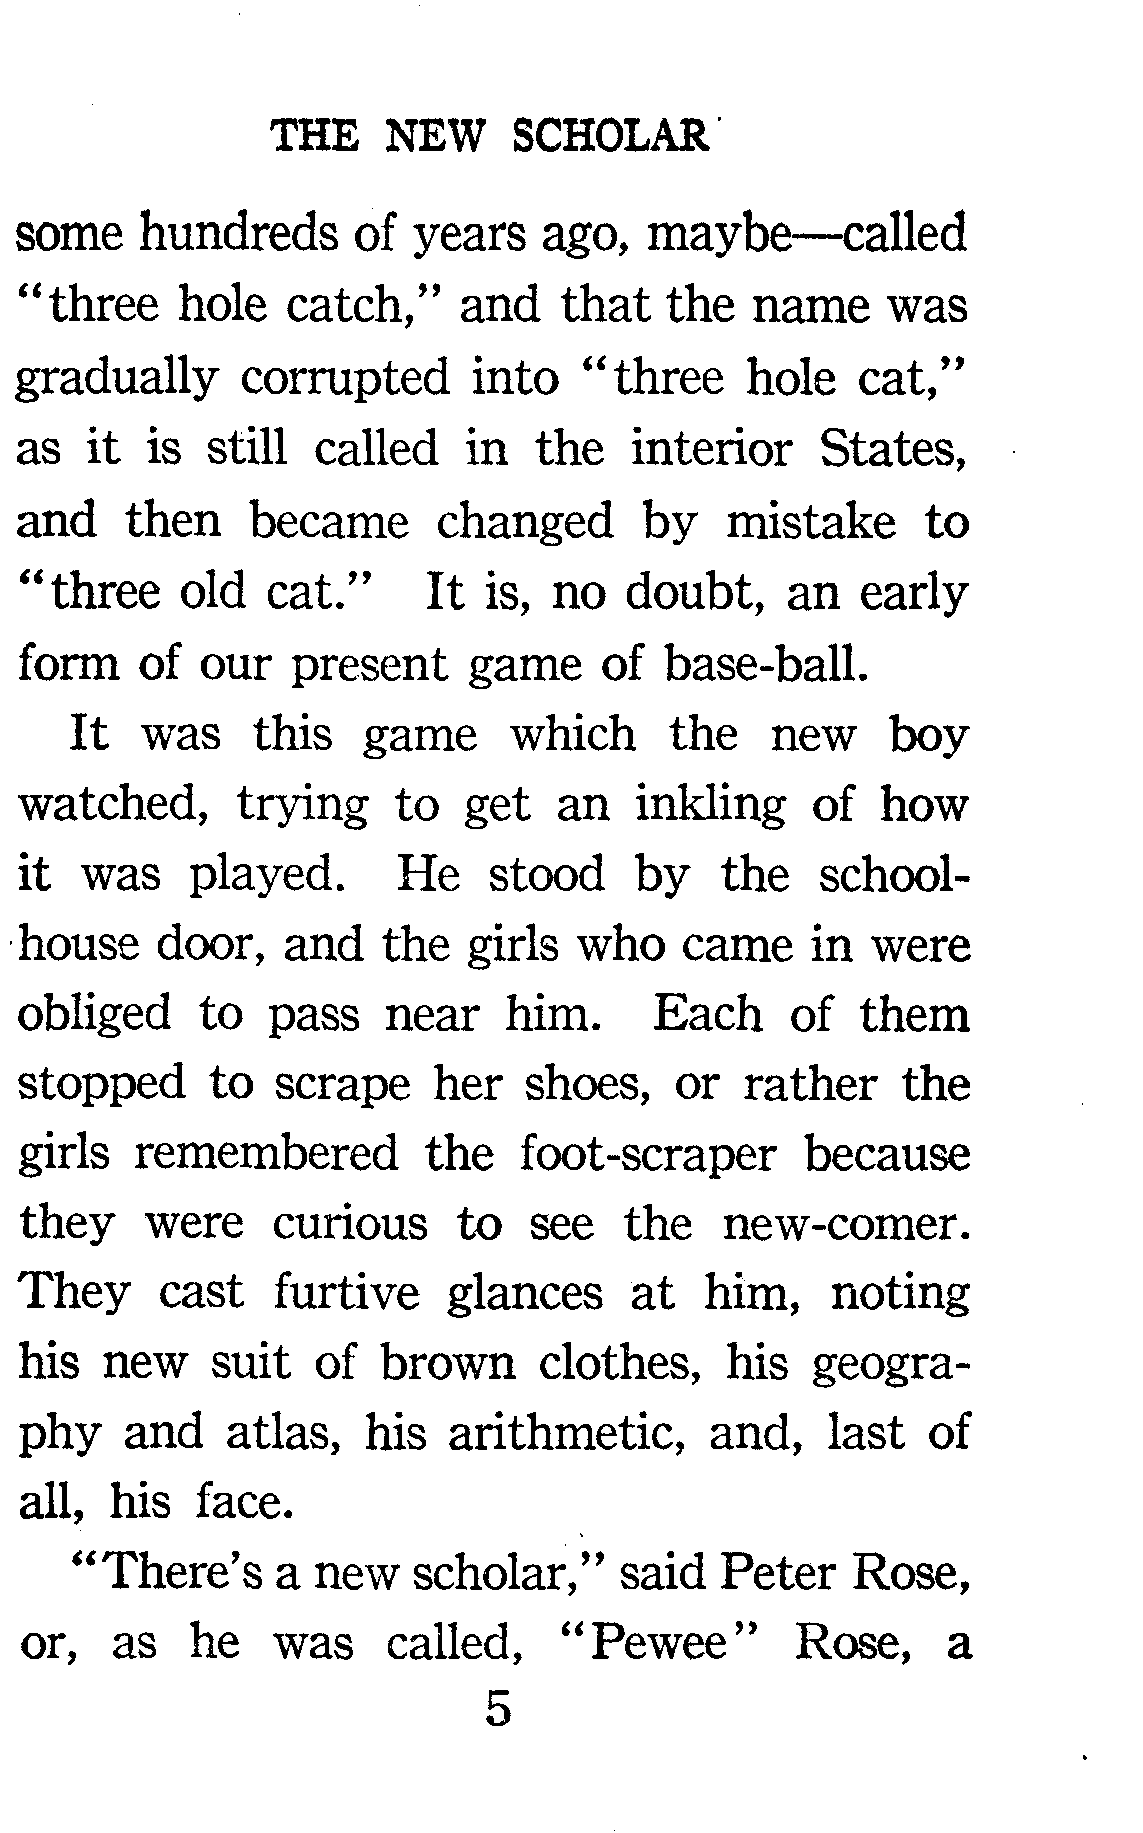 THE NEW SCHOLAR
some hundreds of years ago, maybe—called
"three hole catch," and that the name was
gradually corrupted into "three hole cat,"
as it is still called in the interior States,
and then became changed by mistake to
"three old cat." It is, no doubt, an early
form of our present game of base-ball.
It was this game which the new boy
watched, trying to get an inkling of how
it was played. He stood by the school-
house door, and the girls who came in were
obliged to pass near him. Each of them
stopped to scrape her shoes, or rather the
girls remembered the foot-scraper because
they were curious to see the new-comer.
They cast furtive glances at him, noting
his new suit of brown clothes, his geogra-
phy and atlas, his arithmetic, and, last of
all, his face.
"There's a new scholar," said Peter Rose,
or, as he was called, "Pewee" Rose, a
5